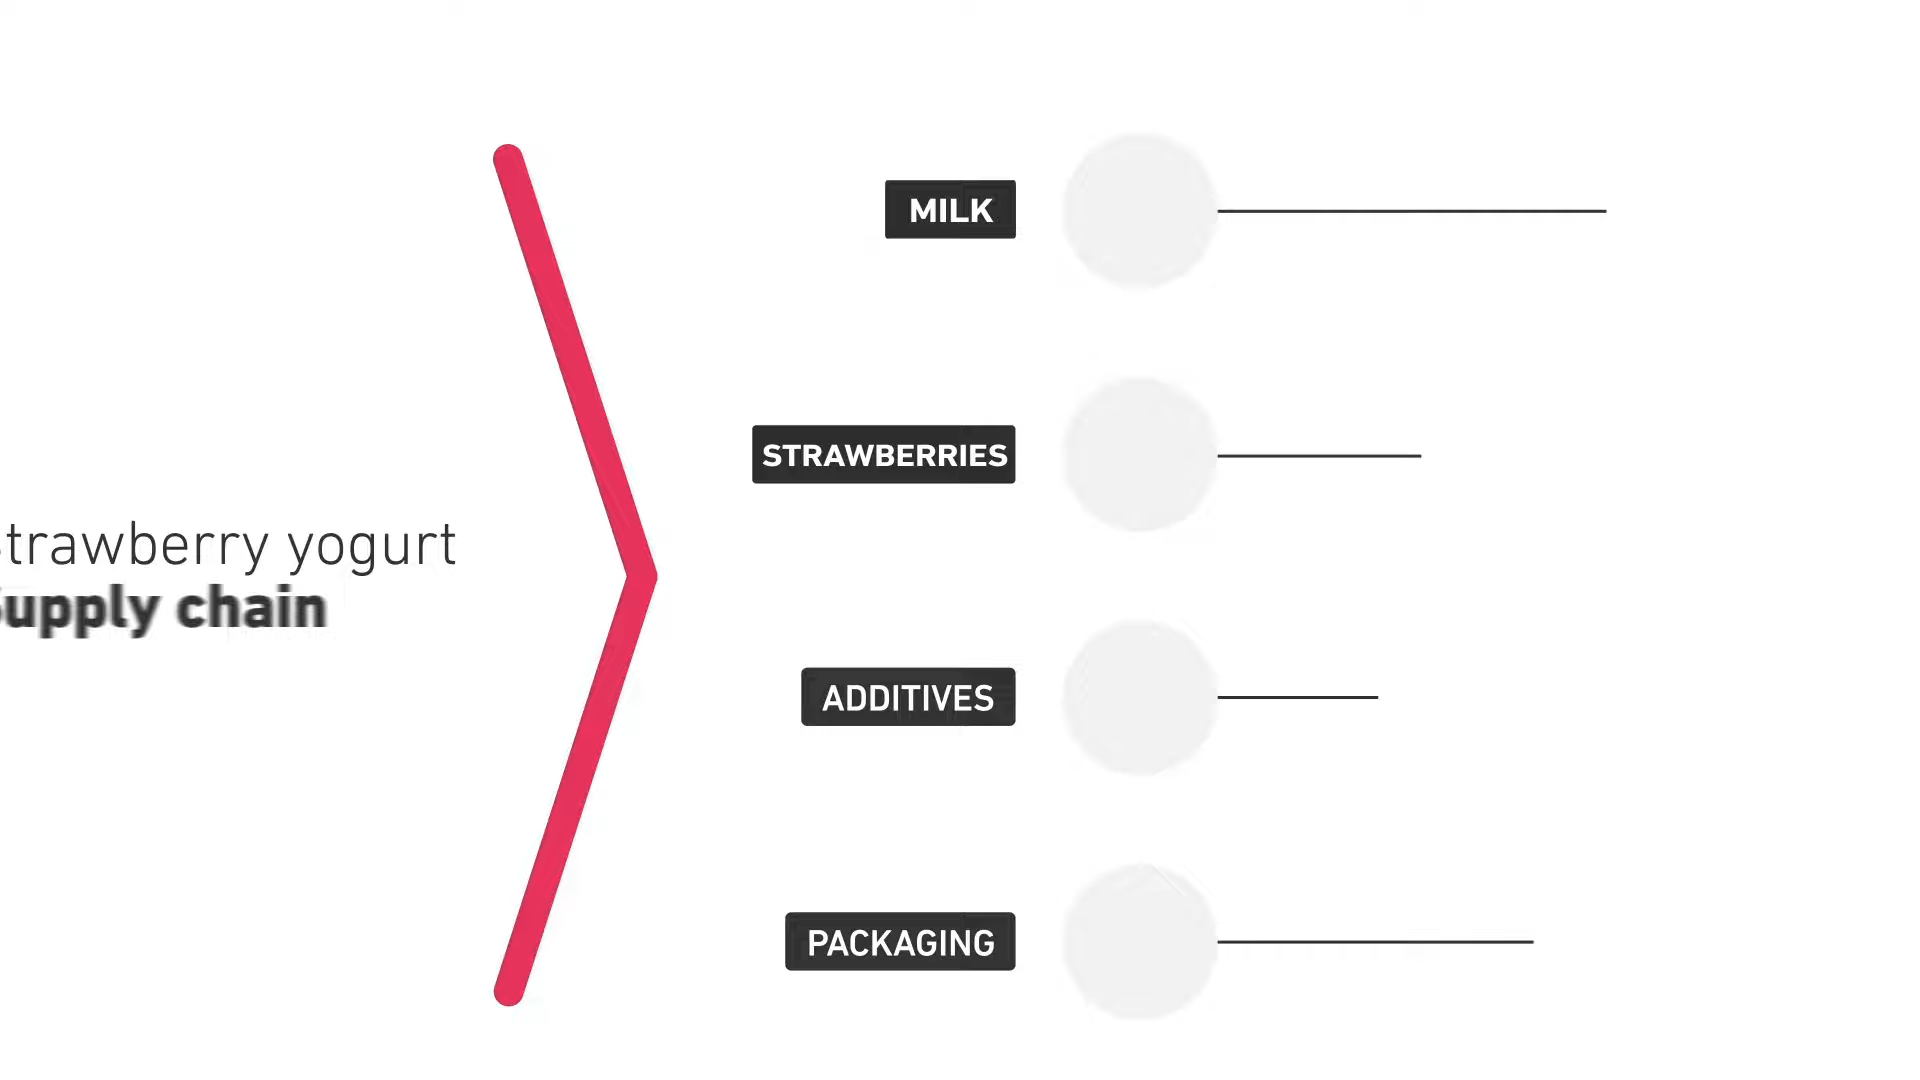 trawberry yogurt
upply chain
MILK
STRAWBERRIES
ADDITIVES
PACKAGING